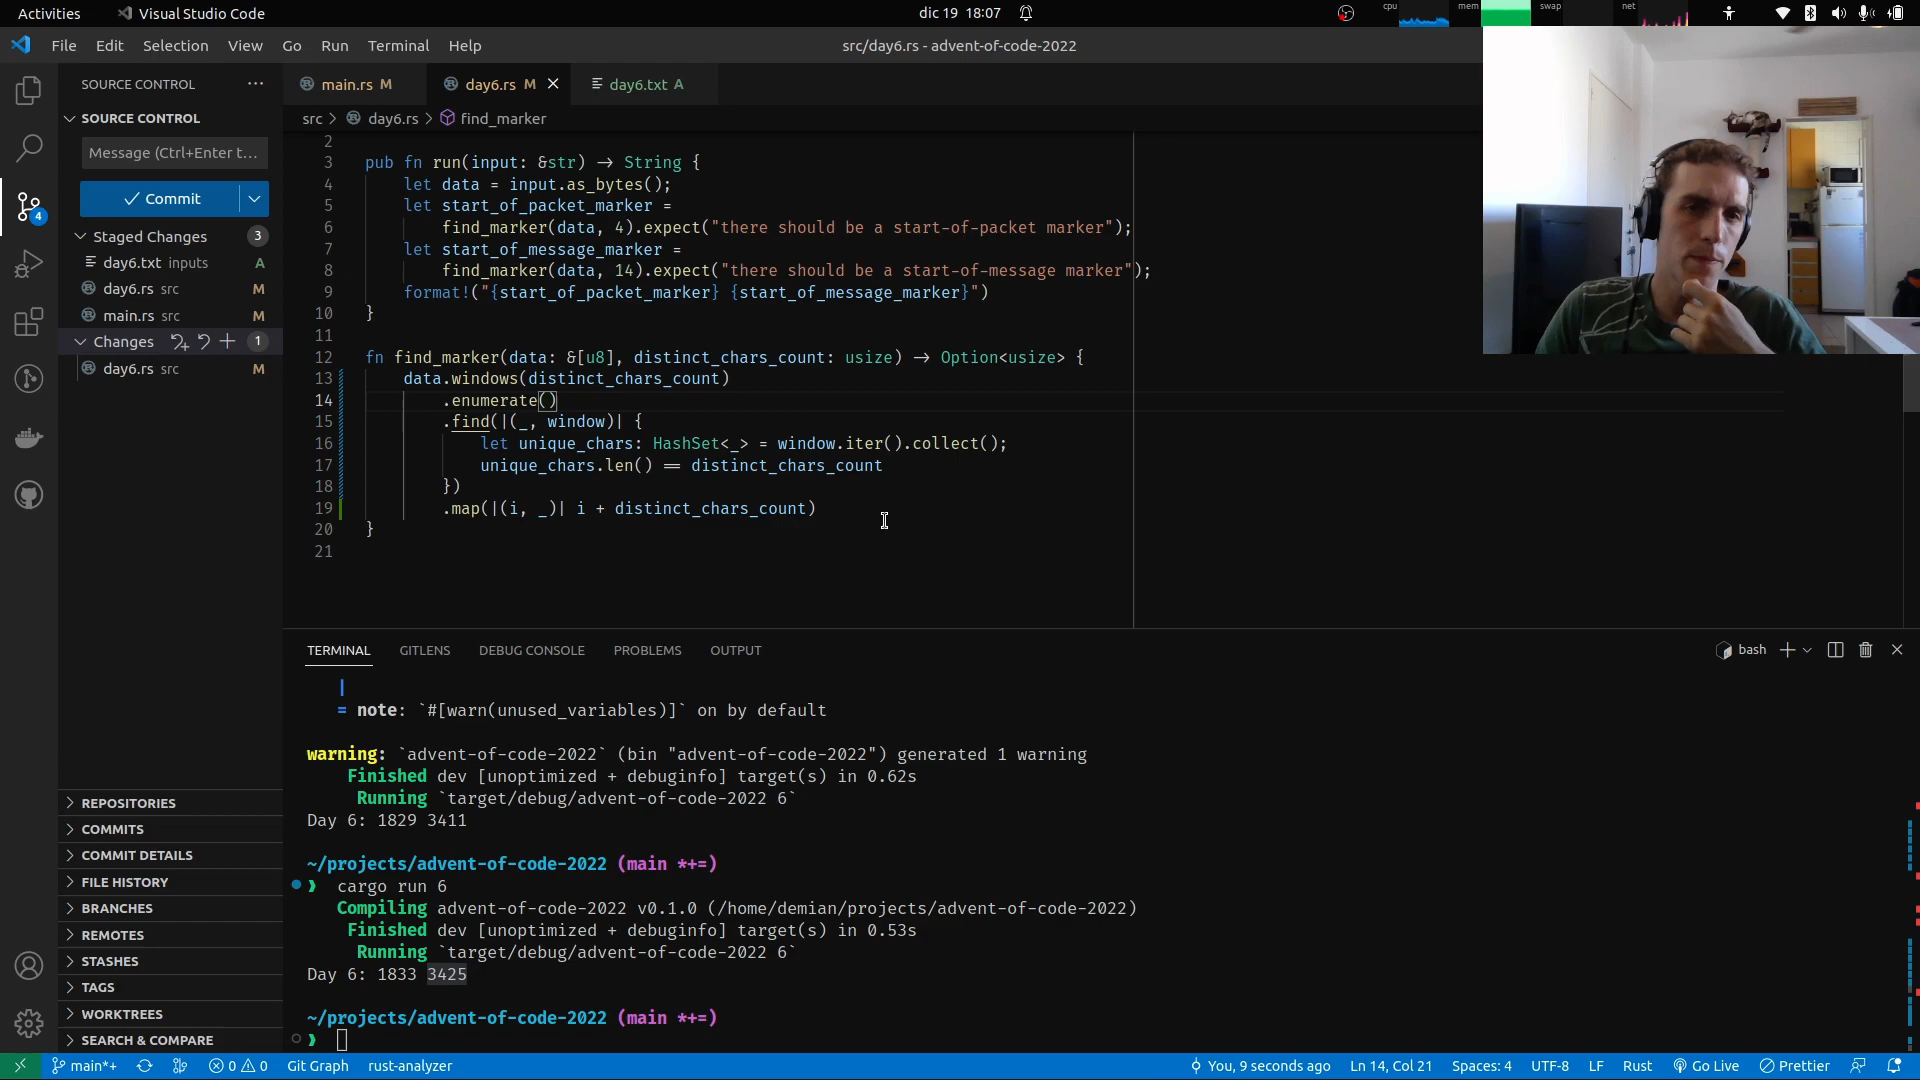 Activities
Visual Studio Code
dic 19 18:07
cpu
mem
swap
net
File Edit Selection View Go Run Terminal Help
src/day6.rs - advent-of-code-2022
SOURCE CONTROL
main.rs M
day6.rs M
day6.txt A
SOURCE CONTROL
src > day6.rs > find_marker
Message (Ctrl+Enter t...
Commit
4
Staged Changes 3
day6.txt inputs A
day6.rs src M
main.rs src M
Changes 1
day6.rs src M
REPOSITORIES
COMMITS
COMMIT DETAILS
FILE HISTORY
BRANCHES
REMOTES
STASHES
TAGS
WORKTREES
SEARCH & COMPARE
2
3 pub fn run(input: &str) → String {
4 let data = input.as_bytes();
5 let start_of_packet_marker =
6 find_marker(data, 4).expect("there should be a start-of-packet marker");
7 let start_of_message_marker =
8 find_marker(data, 14).expect("there should be a start-of-message marker");
9 format!("{start_of_packet_marker} {start_of_message_marker}")
10 }
11
12 fn find_marker(data: &[u8], distinct_chars_count: usize) → Option<usize> {
13 data.windows(distinct_chars_count)
14 .enumerate()
15 .find(|(_, window)| {
16 let unique_chars: HashSet<_> = window.iter().collect();
17 unique_chars.len() == distinct_chars_count
18 })
19 .map(|(i, _)| i + distinct_chars_count)
20 }
21
TERMINAL GITLENS DEBUG CONSOLE PROBLEMS OUTPUT
bash
|
= note: `#[warn(unused_variables)]` on by default
warning: `advent-of-code-2022` (bin "advent-of-code-2022") generated 1 warning
Finished dev [unoptimized + debuginfo] target(s) in 0.62s
Running `target/debug/advent-of-code-2022 6`
Day 6: 1829 3411
~/projects/advent-of-code-2022 (main *+=)
❯ cargo run 6
Compiling advent-of-code-2022 v0.1.0 (/home/demian/projects/advent-of-code-2022)
Finished dev [unoptimized + debuginfo] target(s) in 0.53s
Running `target/debug/advent-of-code-2022 6`
Day 6: 1833 3425
~/projects/advent-of-code-2022 (main *+=)
❯
main*+
0 0
Git Graph
rust-analyzer
You, 9 seconds ago
Ln 14, Col 21
Spaces: 4
UTF-8
LF
Rust
Go Live
Prettier